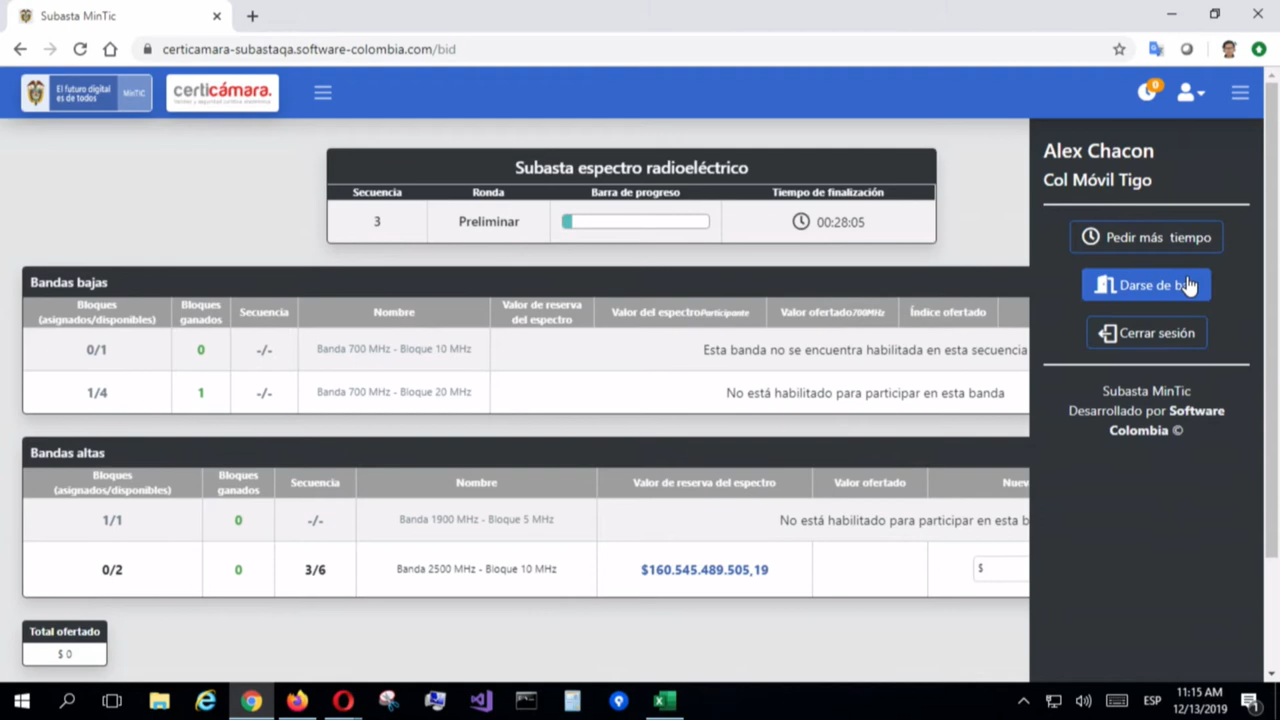 Subasta MinTic
certicamara-subastaqa.software-colombia.com/bid
El futuro digital
es de todos
MinTIC
certicámara.
0
Alex Chacon
Col Móvil Tigo
Pedir más tiempo
Darse de b
Cerrar sesión
Subasta MinTic
Desarrollado por Software
Colombia ©
Subasta espectro radioeléctrico
Secuencia Ronda Barra de progreso Tiempo de finalización
3 Preliminar 00:28:05
Bandas bajas
Bloques (asignados/disponibles) Bloques ganados Secuencia Nombre Valor de reserva del espectro Valor del espectroParticipante Valor ofertado700MHz Índice ofertado
0/1 0 -/- Banda 700 MHz - Bloque 10 MHz Esta banda no se encuentra habilitada en esta secuencia
1/4 1 -/- Banda 700 MHz - Bloque 20 MHz No está habilitado para participar en esta banda
Bandas altas
Bloques (asignados/disponibles) Bloques ganados Secuencia Nombre Valor de reserva del espectro Valor ofertado Nuev
1/1 0 -/- Banda 1900 MHz - Bloque 5 MHz No está habilitado para participar en esta b
0/2 0 3/6 Banda 2500 MHz - Bloque 10 MHz $160.545.489.505,19 $
Total ofertado
$ 0
ESP
11:15 AM
12/13/2019
1